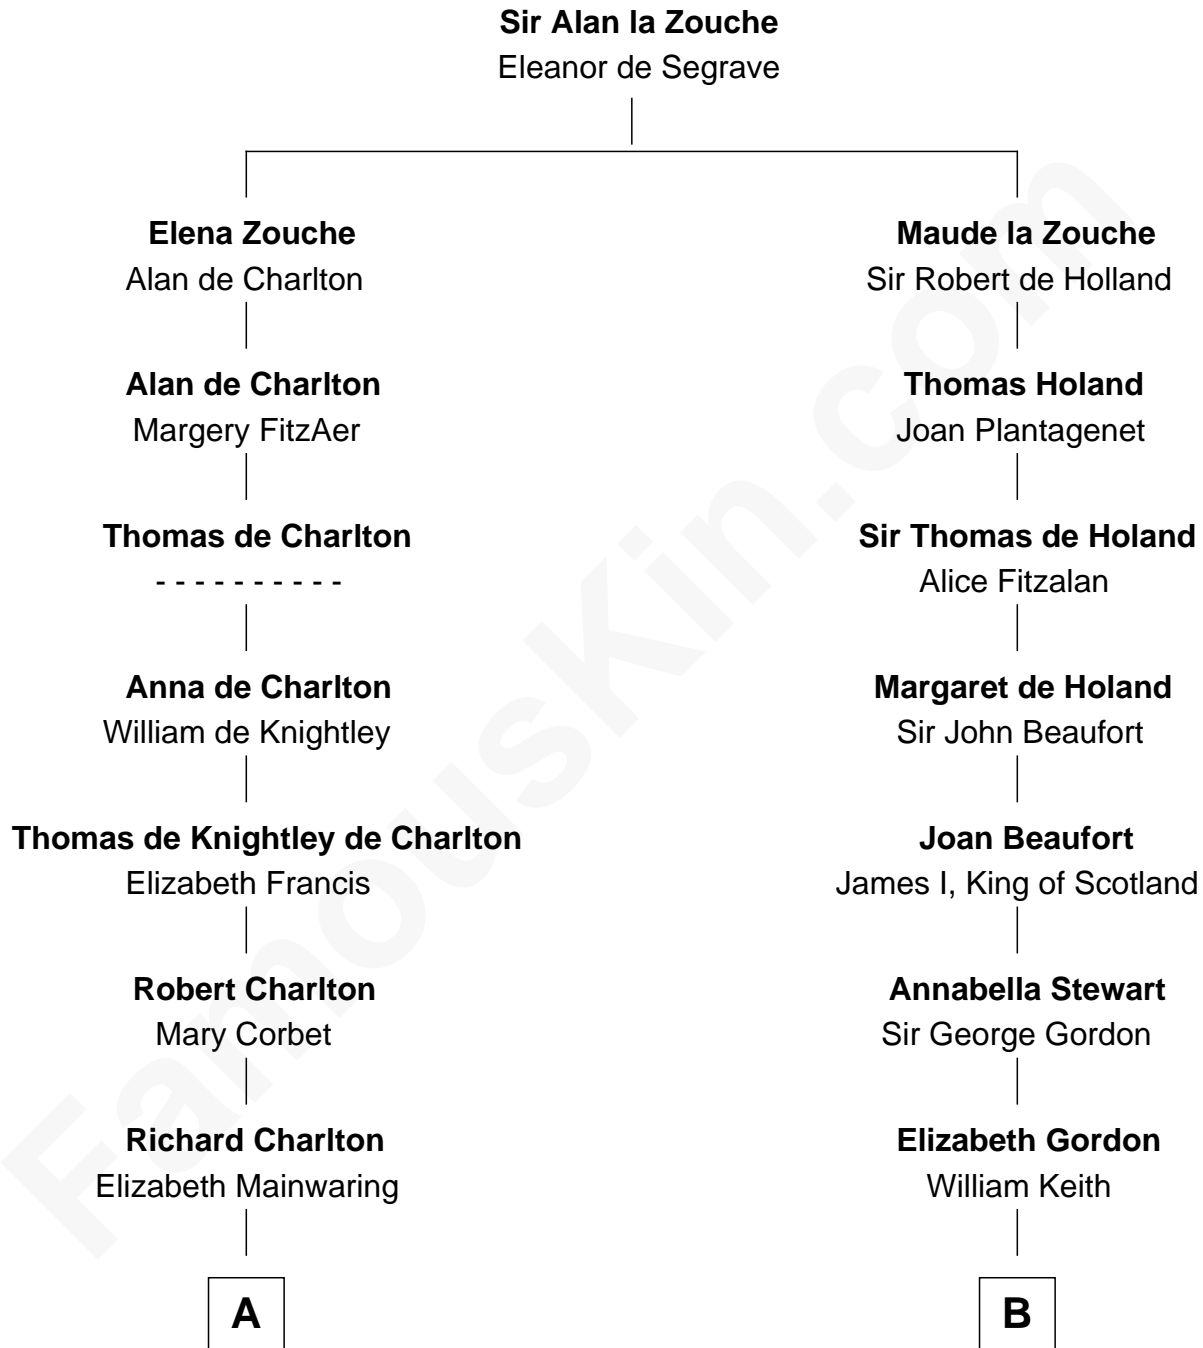 Sir Alan la Zouche
Eleanor de Segrave
Elena Zouche
Alan de Charlton
Alan de Charlton
Margery FitzAer
Thomas de Charlton
- - - - - - - - - -
Anna de Charlton
William de Knightley
Thomas de Knightley de Charlton
Elizabeth Francis
Robert Charlton
Mary Corbet
Richard Charlton
Elizabeth Mainwaring
A
Maude la Zouche
Sir Robert de Holland
Thomas Holand
Joan Plantagenet
Sir Thomas de Holand
Alice Fitzalan
Margaret de Holand
Sir John Beaufort
Joan Beaufort
James I, King of Scotland
Annabella Stewart
Sir George Gordon
Elizabeth Gordon
William Keith
B
FamousKin.com